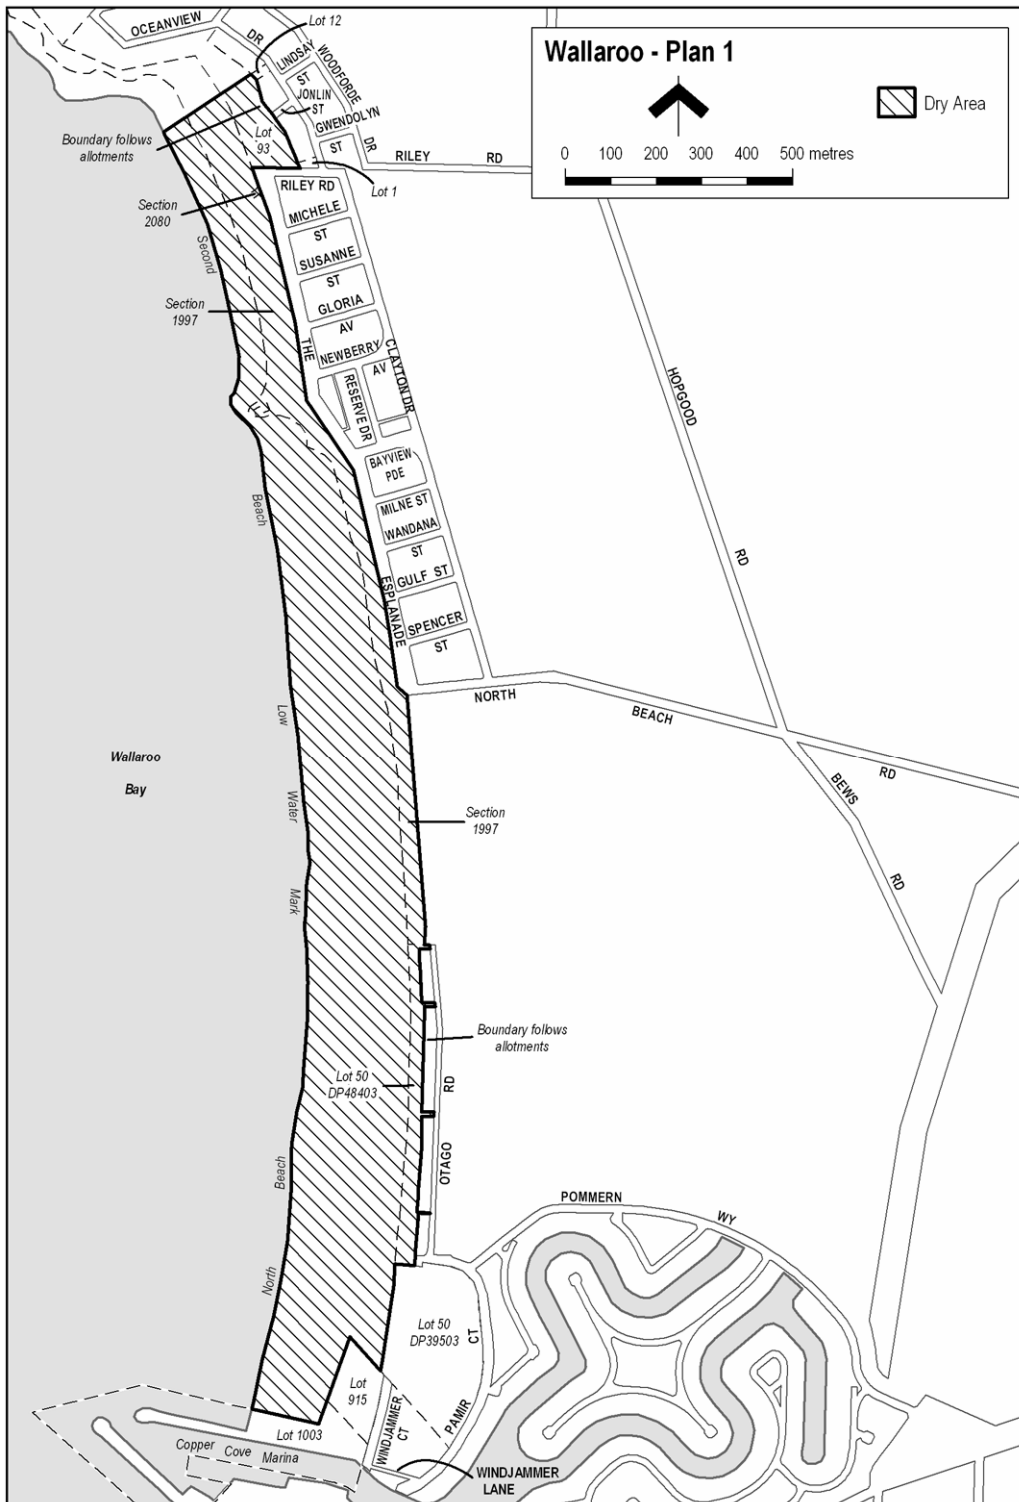 Wallaroo - Plan 1
Dry Area
0 100 200 300 400 500 metres
OCEANVIEW
DR
Lot 12
LINDSAY
ST
WOODFORDE
DR
JONLIN
ST
GWENDOLYN
ST
Boundary follows
allotments
Lot
93
RILEY RD
Lot 1
RILEY RD
MICHELE
ST
Section
2080
Second
SUSANNE
ST
Section
1997
GLORIA
AV
THE
NEWBERRY
AV
CLAYTON DR
RESERVE DR
HOPGOOD
RD
BAYVIEW
PDE
Beach
MILNE ST
WANDANA
ST
GULF ST
ESPLANADE
SPENCER
ST
NORTH
BEACH
RD
Low
Wallaroo
Bay
BEWS
RD
Water
Section
1997
Mark
Boundary follows
allotments
Lot 50
DP48403
RD
OTAGO
Beach
POMMERN
WY
North
Lot 50
DP39503
CT
PAMIR
Lot
915
WINDJAMMER
CT
Lot 1003
Copper Cove Marina
WINDJAMMER
LANE